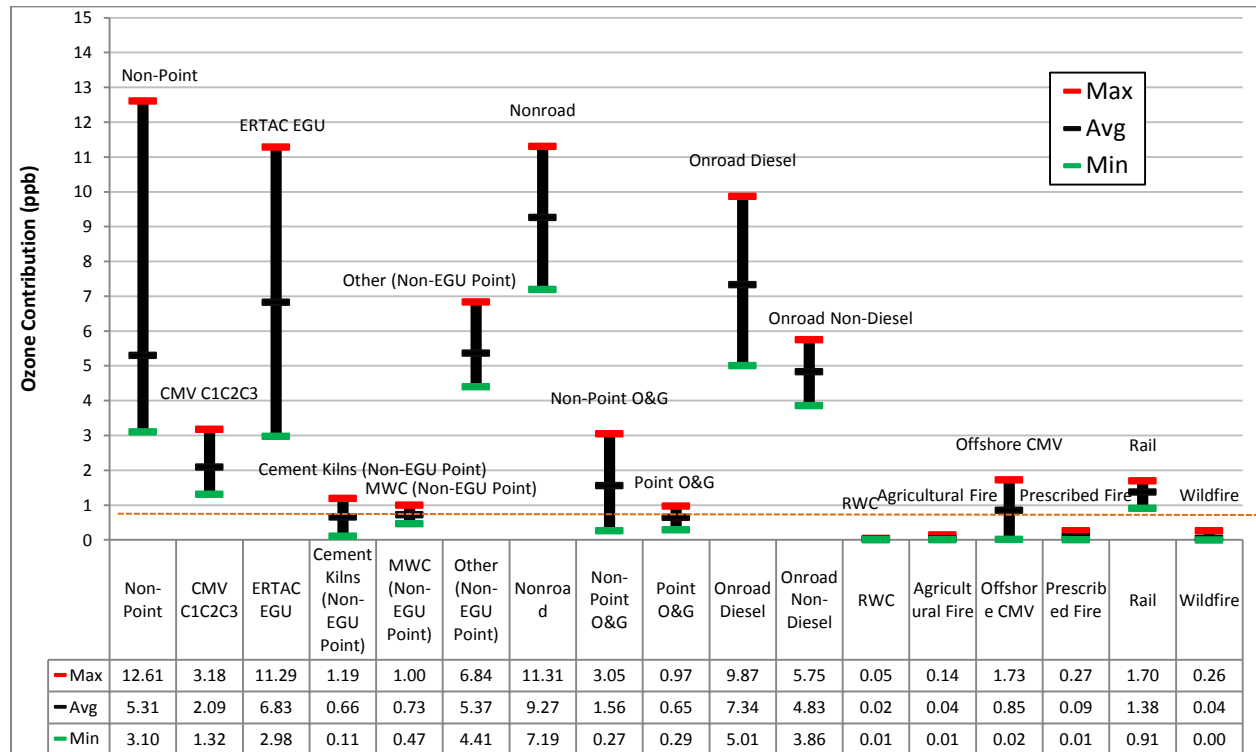 15
14
13
12
11
10
9
8
7
6
5
4
3
2
1
0
Ozone Contribution (ppb)
Non-Point
CMV C1C2C3
ERTAC EGU
Cement Kilns (Non-EGU Point)
MWC (Non-EGU Point)
Other (Non-EGU Point)
Nonroad
Non-Point O&G
Point O&G
Onroad Diesel
Onroad Non-Diesel
RWC
Agricultural Fire
Offshore CMV
Prescribed Fire
Rail
Wildfire
Max
Avg
Min
Non-
Point
CMV
C1C2C3
ERTAC
EGU
Cement
Kilns
(Non-
EGU
Point)
MWC
(Non-
EGU
Point)
Other
(Non-
EGU
Point)
Nonroa
d
Non-
Point
O&G
Point
O&G
Onroad
Diesel
Onroad
Non-
Diesel
RWC
Agricult
ural Fire
Offshor
e CMV
Prescrib
ed Fire
Rail
Wildfire
Max 12.61 3.18 11.29 1.19 1.00 6.84 11.31 3.05 0.97 9.87 5.75 0.05 0.14 1.73 0.27 1.70 0.26
Avg 5.31 2.09 6.83 0.66 0.73 5.37 9.27 1.56 0.65 7.34 4.83 0.02 0.04 0.85 0.09 1.38 0.04
Min 3.10 1.32 2.98 0.11 0.47 4.41 7.19 0.27 0.29 5.01 3.86 0.01 0.01 0.02 0.01 0.91 0.00